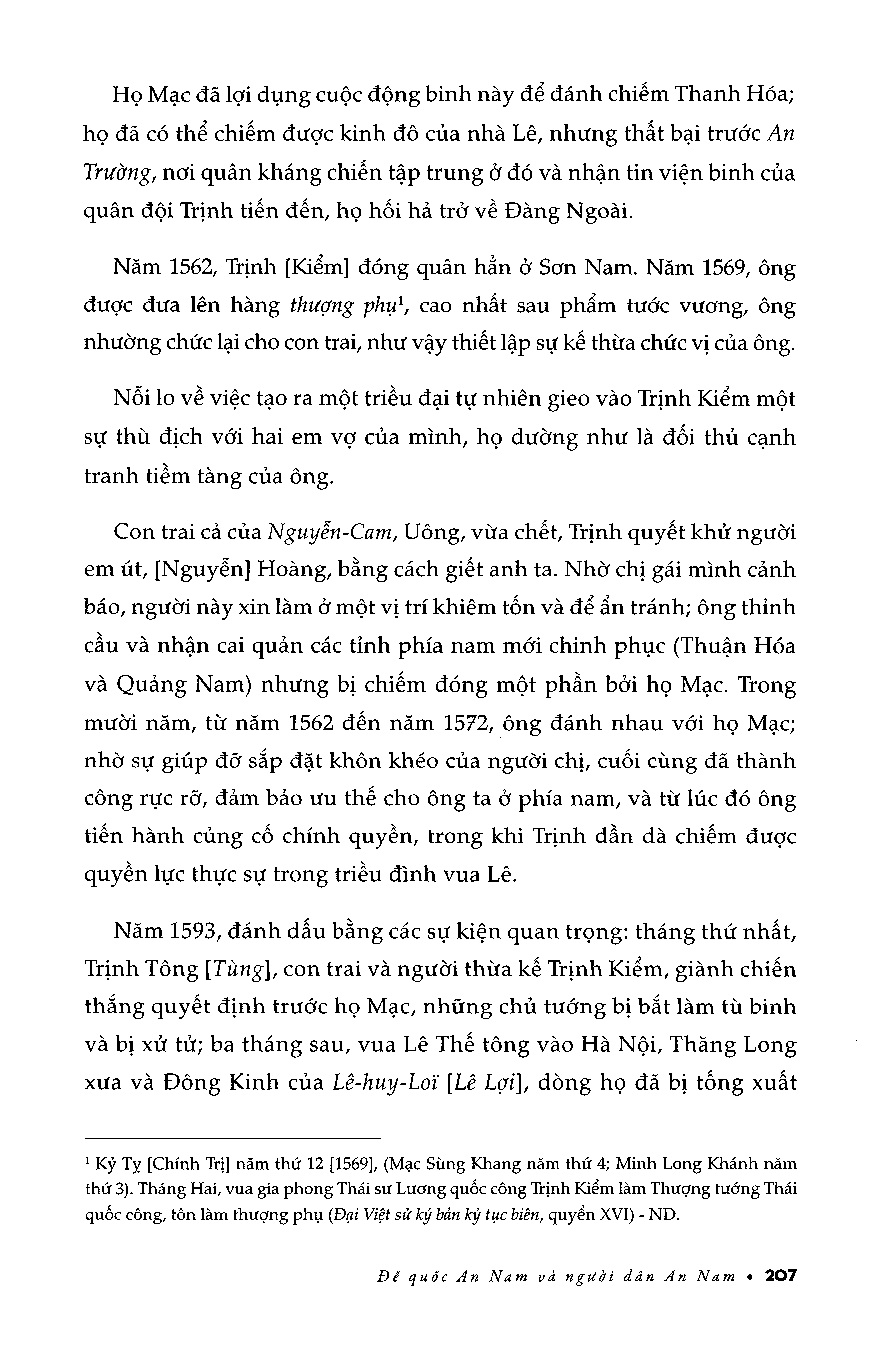 Họ Mạc đã lợi dụng cuộc động binh này để đánh chiếm Thanh Hóa;
họ đã có thể chiếm được kinh đô của nhà Lê, nhưng thất bại trước An
Trường, nơi quân kháng chiến tập trung ở đó và nhận tin viện binh của
quân đội Trịnh tiến đến, họ hối hả trở về Đàng Ngoài.
Năm 1562, Trịnh [Kiểm] đóng quân hẳn ở Sơn Nam. Năm 1569, ông
được đưa lên hàng thượng phụ¹, cao nhất sau phẩm tước vương, ông
nhường chức lại cho con trai, như vậy thiết lập sự kế thừa chức vị của ông.
Nỗi lo về việc tạo ra một triều đại tự nhiên gieo vào Trịnh Kiểm một
sự thù địch với hai em vợ của mình, họ dường như là đối thủ cạnh
tranh tiềm tàng của ông.
Con trai cả của Nguyễn-Cam, Uông, vừa chết, Trịnh quyết khử người
em út, [Nguyễn] Hoàng, bằng cách giết anh ta. Nhờ chị gái mình cảnh
báo, người này xin làm ở một vị trí khiêm tốn và để ẩn tránh; ông thỉnh
cầu và nhận cai quản các tỉnh phía nam mới chinh phục (Thuận Hóa
và Quảng Nam) nhưng bị chiếm đóng một phần bởi họ Mạc. Trong
mười năm, từ năm 1562 đến năm 1572, ông đánh nhau với họ Mạc;
nhờ sự giúp đỡ sắp đặt khôn khéo của người chị, cuối cùng đã thành
công rực rỡ, đảm bảo ưu thế cho ông ta ở phía nam, và từ lúc đó ông
tiến hành củng cố chính quyền, trong khi Trịnh dần dà chiếm được
quyền lực thực sự trong triều đình vua Lê.
Năm 1593, đánh dấu bằng các sự kiện quan trọng: tháng thứ nhất,
Trịnh Tông [Tùng], con trai và người thừa kế Trịnh Kiểm, giành chiến
thắng quyết định trước họ Mạc, những chủ tướng bị bắt làm tù binh
và bị xử tử; ba tháng sau, vua Lê Thế tông vào Hà Nội, Thăng Long
xưa và Đông Kinh của Lê-huy-Loï [Lê Lợi], dòng họ đã bị tống xuất
¹ Kỷ Tỵ [Chính Trị] năm thứ 12 [1569], (Mạc Sùng Khang năm thứ 4; Minh Long Khánh năm
thứ 3). Tháng Hai, vua gia phong Thái sư Lương quốc công Trịnh Kiểm làm Thượng tướng Thái
quốc công, tôn làm thượng phụ (Đại Việt sử ký bản kỷ tục biên, quyển XVI) - ND.
Đế quốc An Nam và người dân An Nam • 207